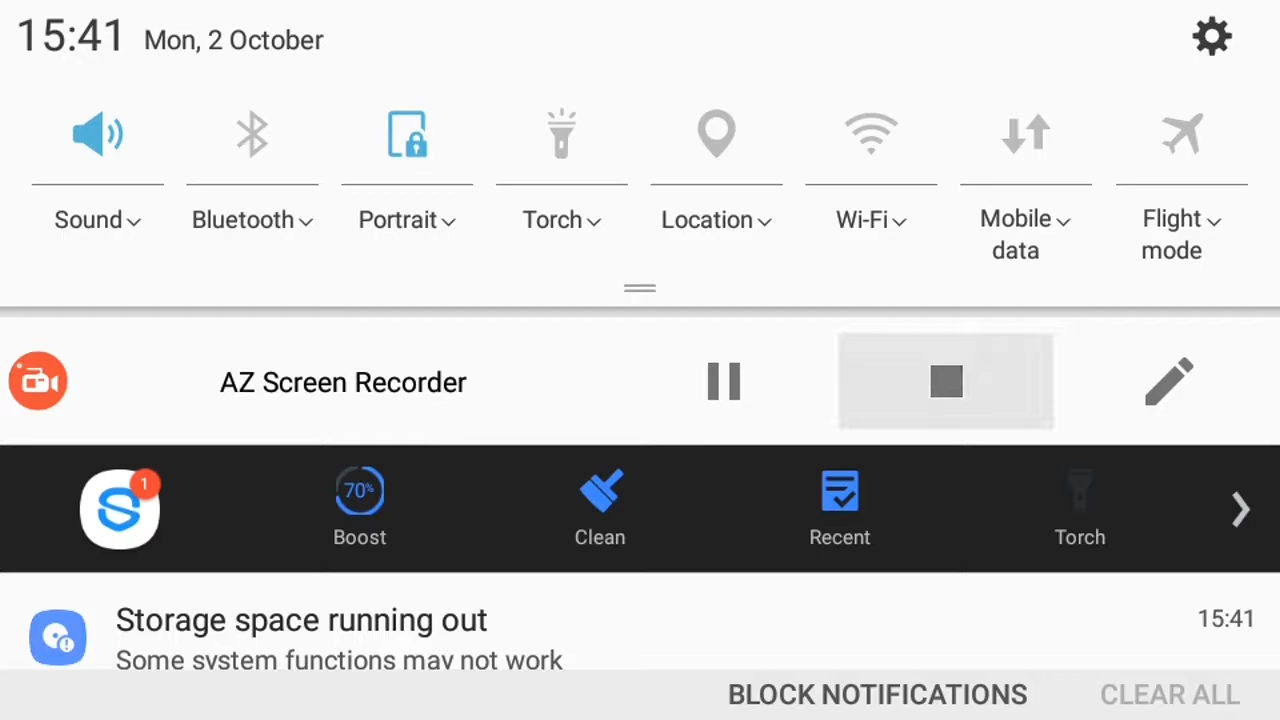 15:41 Mon, 2 October
Sound Bluetooth Portrait Torch Location Wi-Fi Mobile data Flight mode
AZ Screen Recorder
1
70%
Boost Clean Recent Torch
Storage space running out 15:41
Some system functions may not work
BLOCK NOTIFICATIONS CLEAR ALL